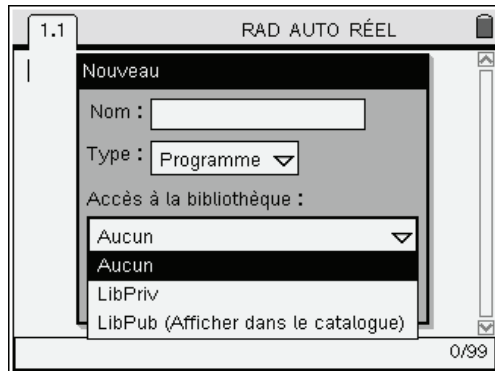 1.1 RAD AUTO RÉEL
Nouveau
Nom :
Type : Programme
Accès à la bibliothèque :
Aucun
Aucun
LibPriv
LibPub (Afficher dans le catalogue)
0/99